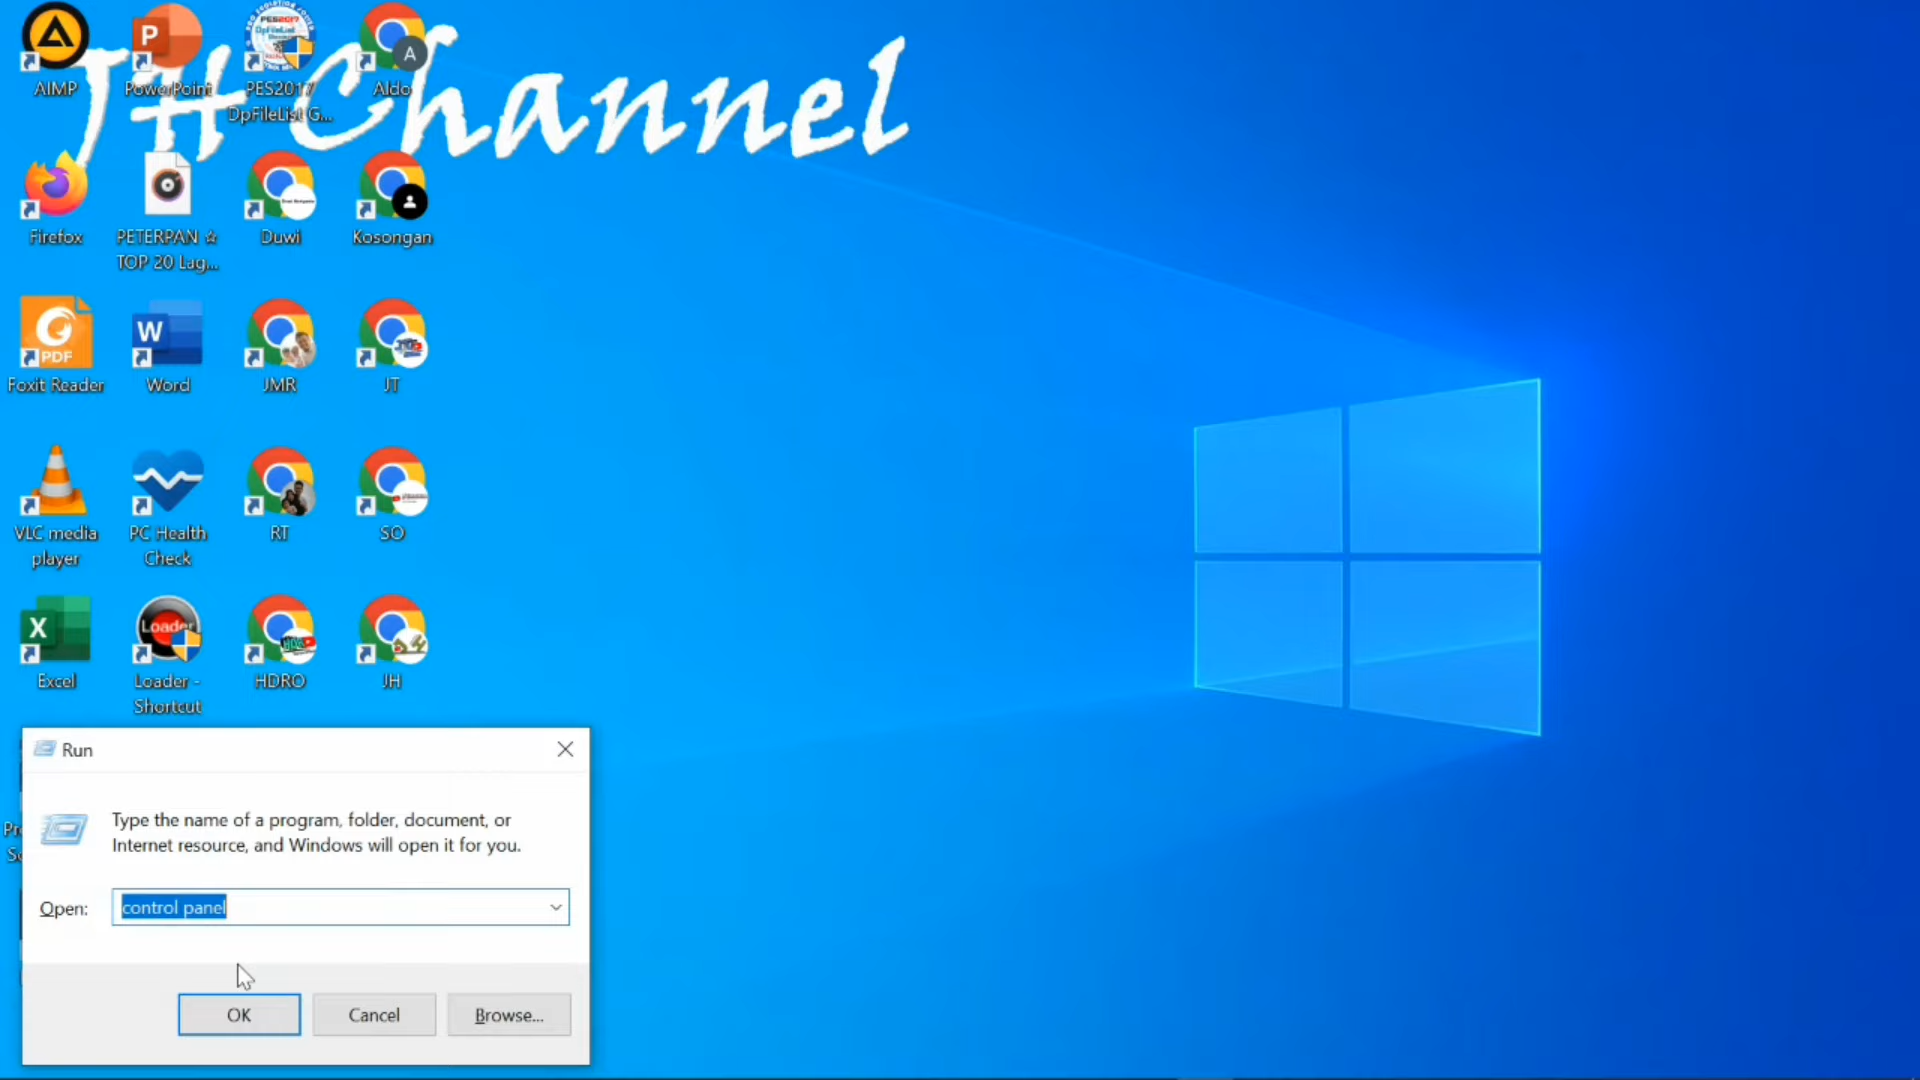 JH Channel
AIMP
PowerPoint
PES2017
DpFileList G...
Aldo
Firefox
PETERPAN ☆
TOP 20 Lag...
Duwi
Kosongan
PDF
Foxit Reader
Word
JMR
JT
VLC media
player
PC Health
Check
RT
SO
Excel
Loader
Loader -
Shortcut
HDRO
JH
Run
Type the name of a program, folder, document, or
Internet resource, and Windows will open it for you.
Open:
control panel
OK
Cancel
Browse...